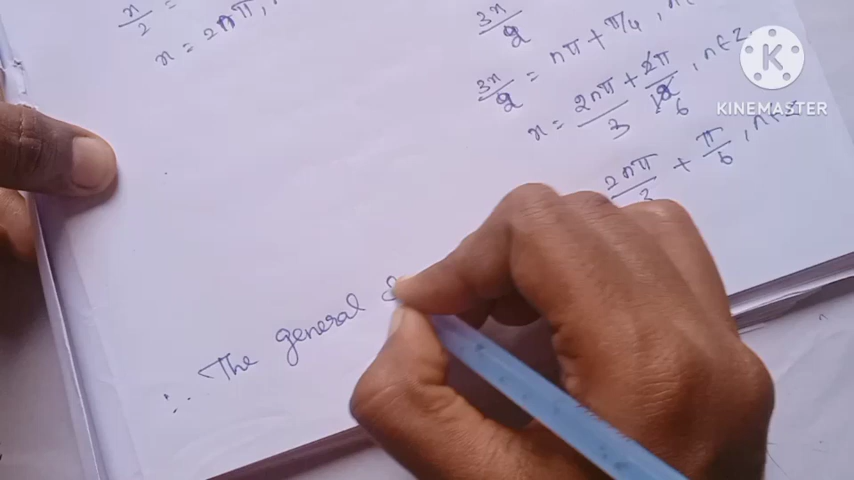 x/2 =
x = 2nπ,
3x/2
3x/2 = nπ + π/4, n
x = 2nπ/3 + 2π/12 6, n∈Z
2nπ/3 + π/6, n∈Z
∴ The general
KINEMASTER